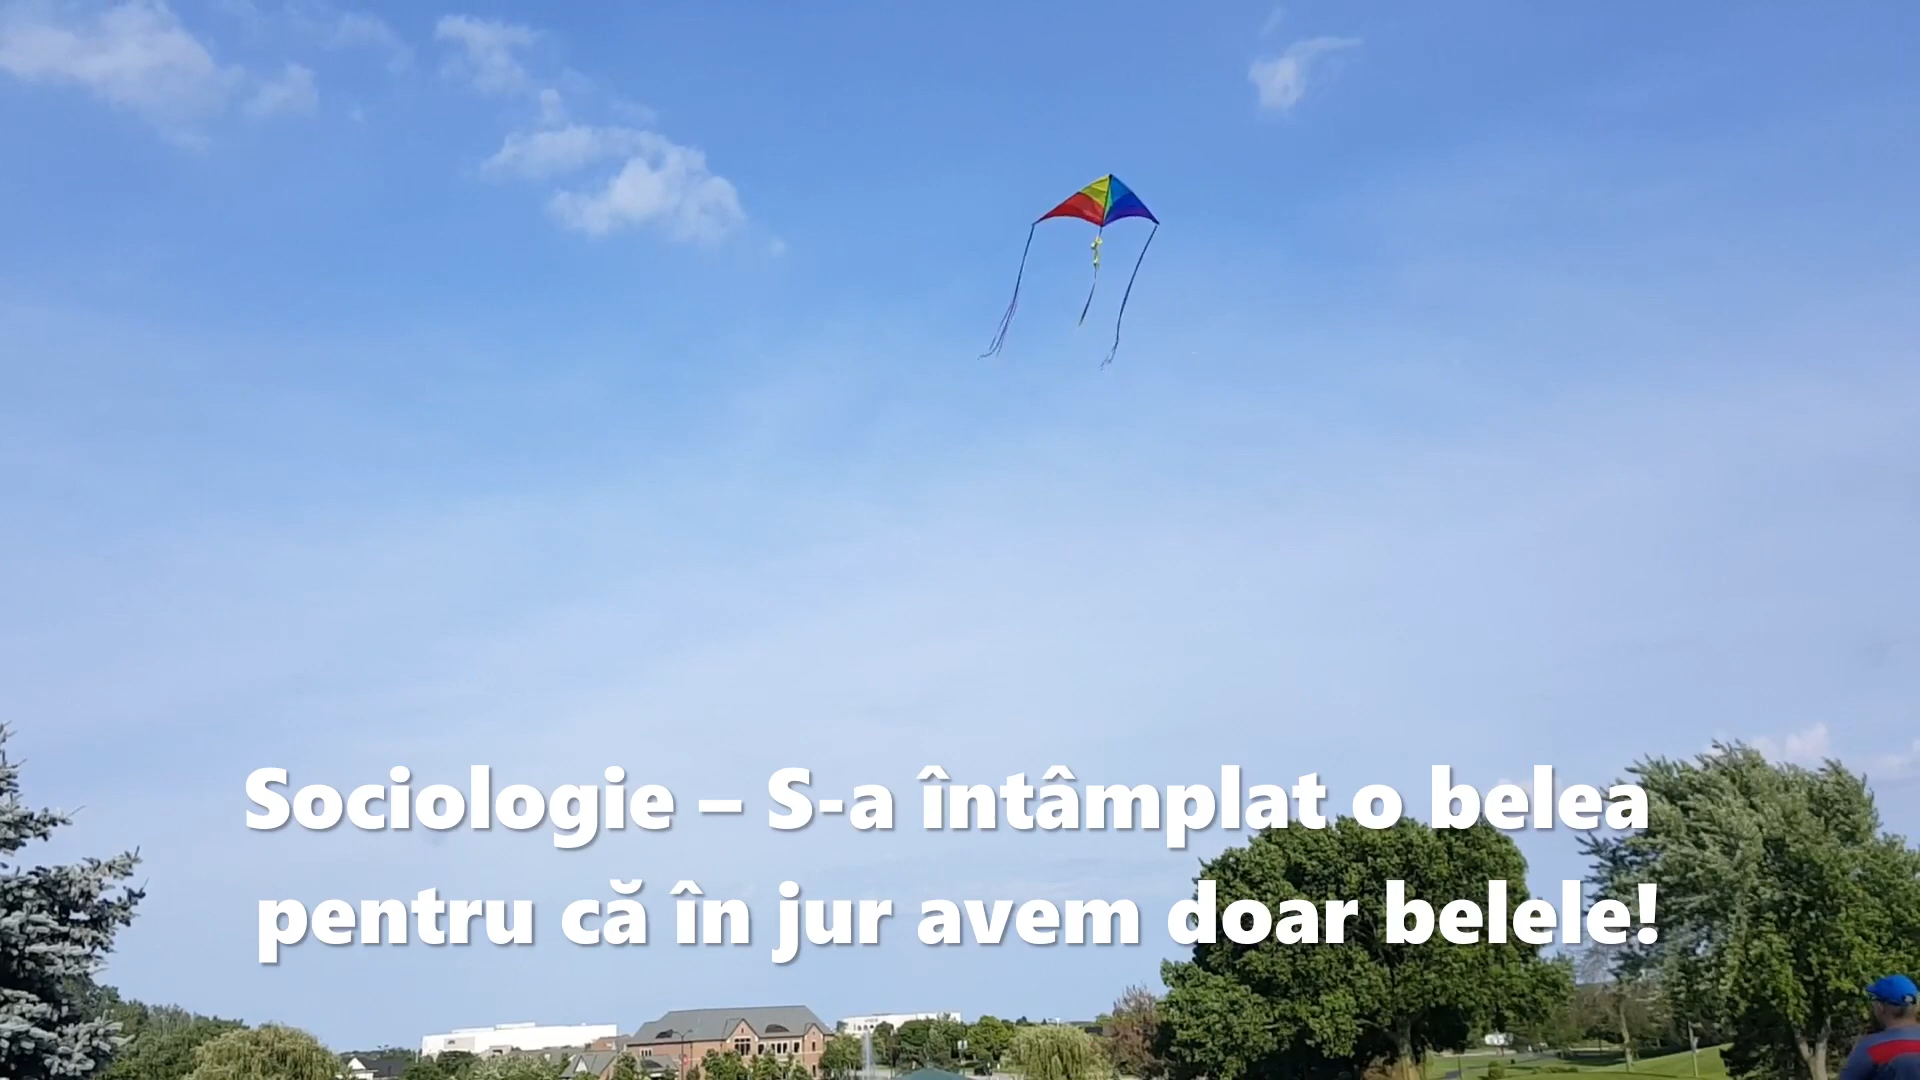 Sociologie – S-a întâmplat o belea
pentru că în jur avem doar belele!